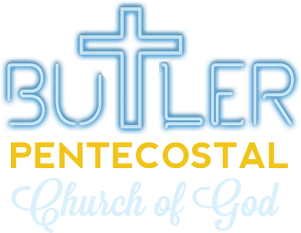 BUTLER
PENTECOSTAL
Church of God